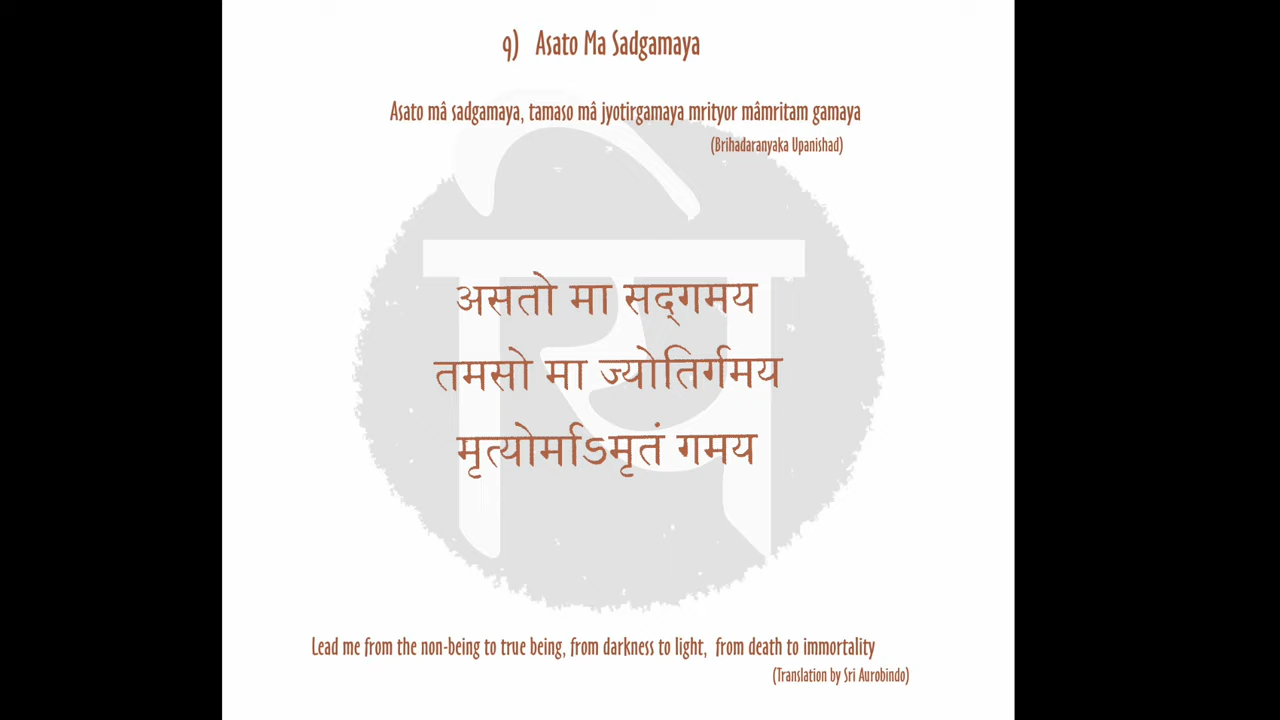 9) Asato Ma Sadgamaya
Asato mâ sadgamaya, tamaso mâ jyotirgamaya mrityor mâmritam gamaya
(Brihadaranyaka Upanishad)
असतो मा सद्‌गमय
तमसो मा ज्योतिर्गमय
मृत्योर्माऽमृतं गमय
Lead me from the non-being to true being, from darkness to light, from death to immortality
(Translation by Sri Aurobindo)